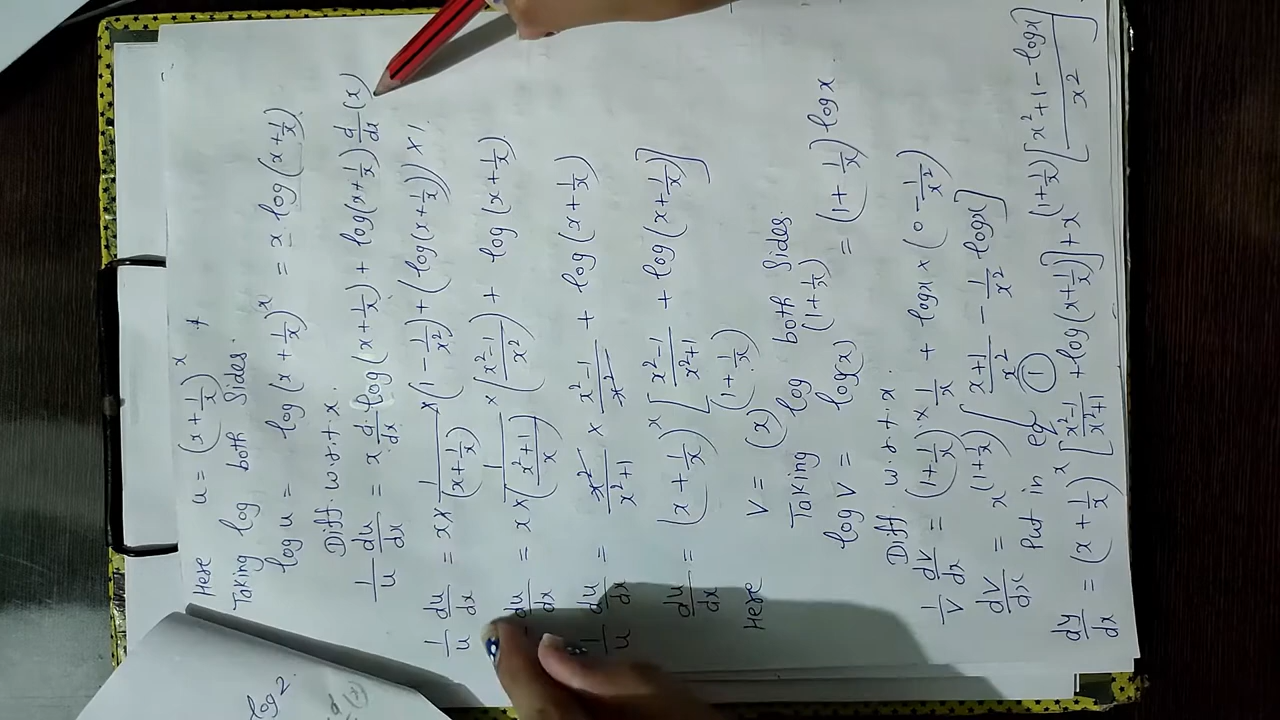 Here u = (x + 1/x)^x +
Taking log both Sides.
log u = log (x + 1/x)^x = x log (x + 1/x)
Diff. w.r.t. x.
1/u du/dx = x d/dx log (x + 1/x) + log (x + 1/x) d/dx (x)
1/u du/dx = x × 1/(x + 1/x) × (1 - 1/x²) + (log (x + 1/x)) × 1.
du/dx = x × 1/((x²+1)/x) × ((x²-1)/x²) + log (x + 1/x).
1/u du/dx = x²/(x²+1) × (x²-1)/x² + log (x + 1/x)
du/dx = (x + 1/x)^x [(x²-1)/(x²+1) + log (x + 1/x)]
Here v = (x)^(1 + 1/x)
Taking log both Sides.
log v = log (x)^(1 + 1/x) = (1 + 1/x) log x.
Diff. w.r.t. x.
1/v dv/dx = (1 + 1/x) × 1/x + log x × (0 - 1/x²)
dv/dx = x^(1 + 1/x) [(x+1)/x² - 1/x² log x]
Put in eq ①
dy/dx = (x + 1/x)^x [(x²-1)/(x²+1) + log (x + 1/x)] + x^(1 + 1/x) [(x²+1 - log x)/x²]
log 2.
d
(x)